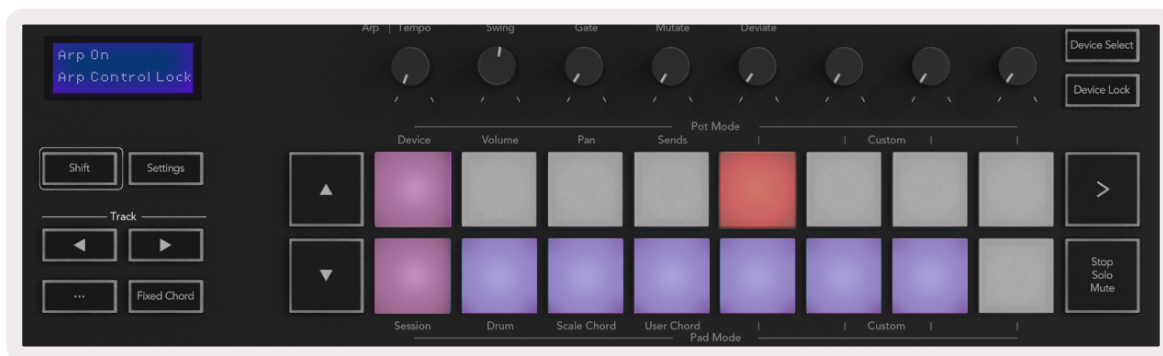 Arp | Tempo Swing Gate Mutate Deviate
Arp On
Arp Control Lock
Device Select
Device Lock
Pot Mode
Device Volume Pan Sends | | Custom | |
Shift Settings
▲
>
Track
◀ ▶
▼
Stop
Solo
Mute
... Fixed Chord
Session Drum Scale Chord User Chord | | Custom | |
Pad Mode